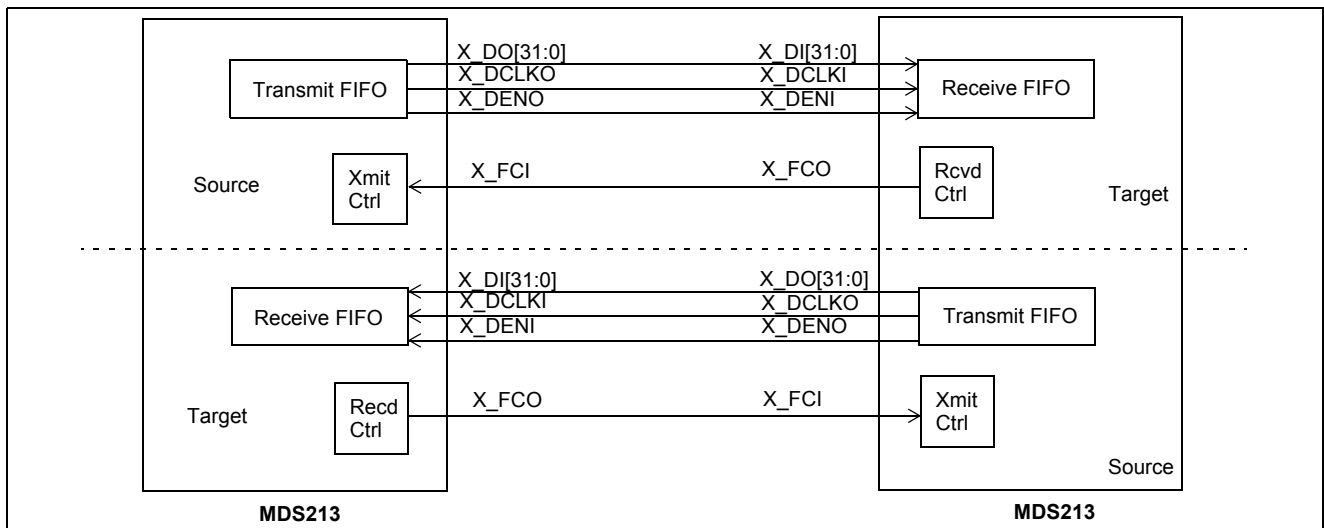 X_DO[31:0] X_DI[31:0]
X_DCLKO X_DCLKI
Transmit FIFO Receive FIFO
X_DENO X_DENI
X_FCI X_FCO
Source Xmit Ctrl Rcvd Ctrl Target
X_DI[31:0] X_DO[31:0]
X_DCLKI X_DCLKO
Receive FIFO Transmit FIFO
X_DENI X_DENO
X_FCO X_FCI
Target Recd Ctrl Xmit Ctrl
Source
MDS213 MDS213